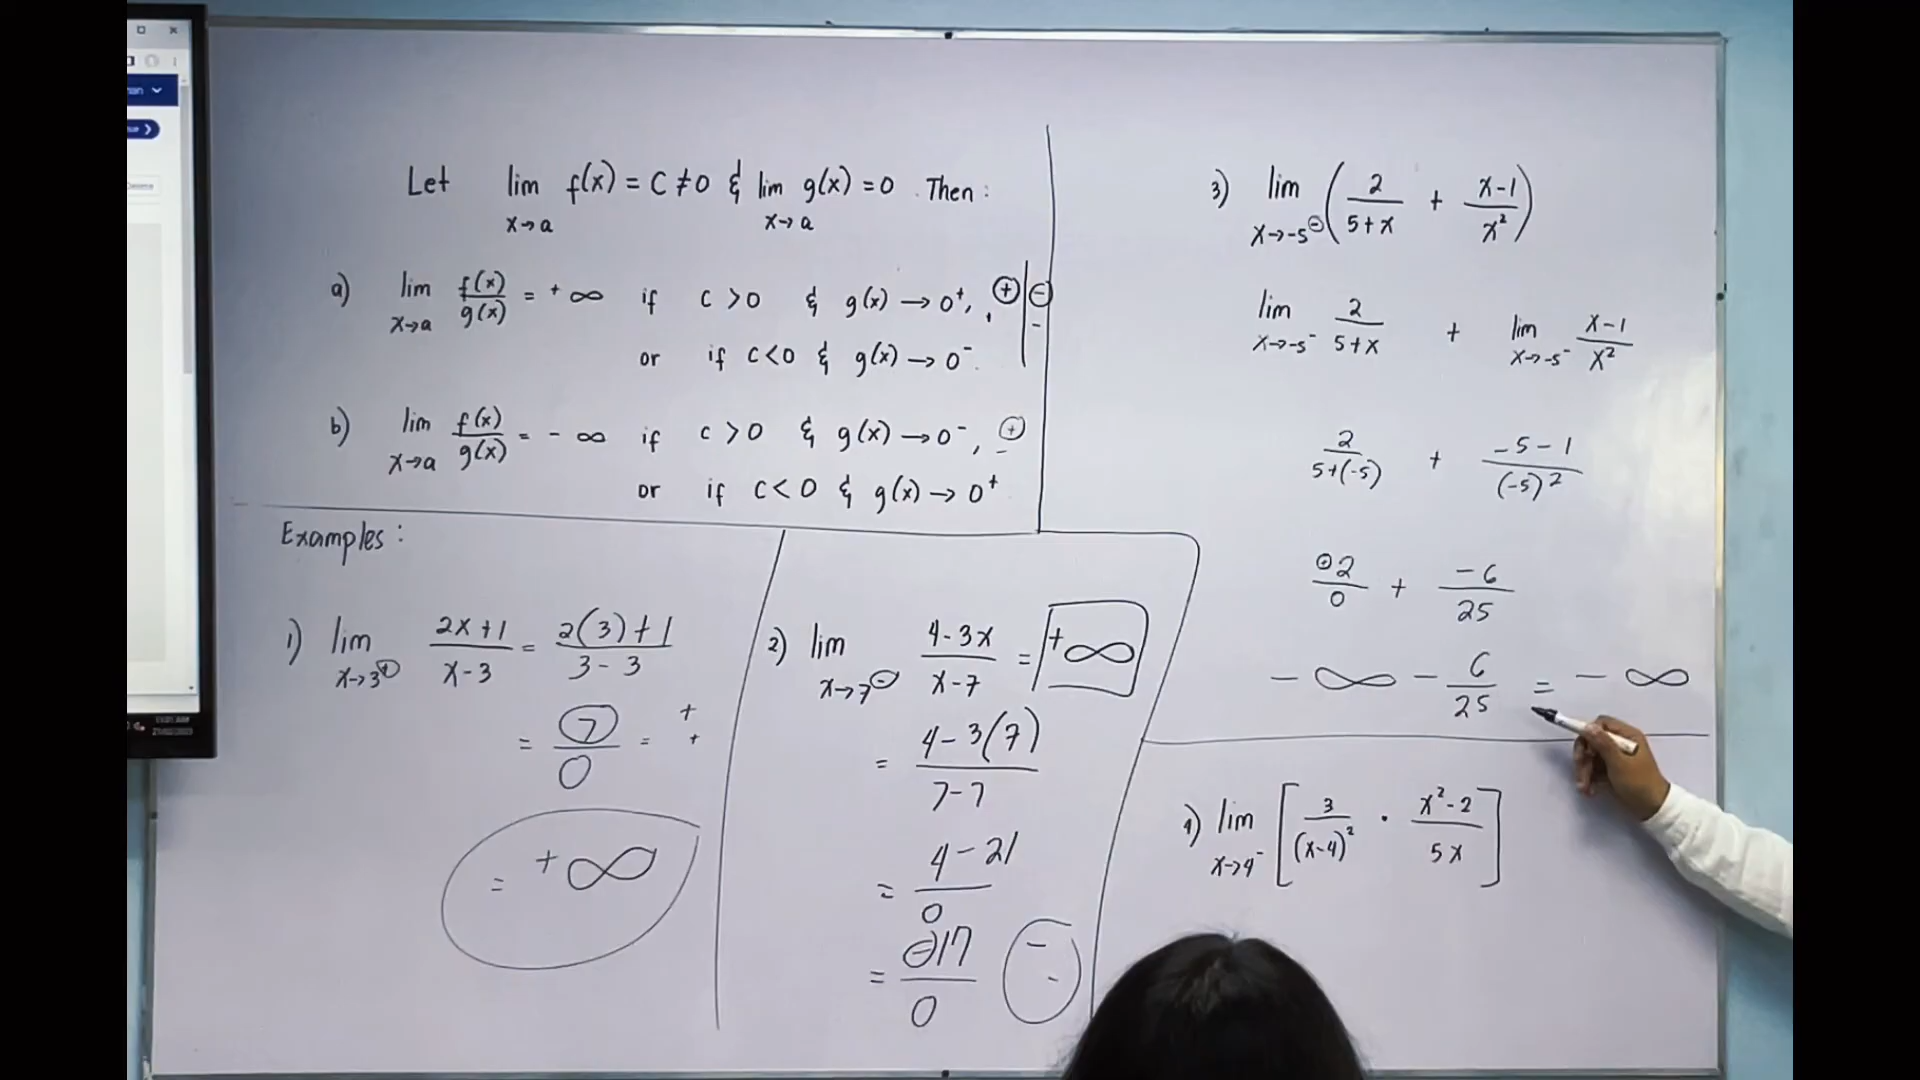 Let lim f(x) = C ≠ 0 & lim g(x) = 0 . Then :
x→a x→a
a) lim f(x)/g(x) = + ∞ if c > 0 & g(x) → 0⁺, ⊕ | ⊖
x→a + | -
or if c < 0 & g(x) → 0⁻.
b) lim f(x)/g(x) = - ∞ if c > 0 & g(x) → 0⁻, ⊕
x→a -
or if c < 0 & g(x) → 0⁺
Examples :
1) lim 2x+1 / x-3 = 2(3)+1 / 3-3
x→3⊕
= 7/0 = + +
= + ∞
2) lim 4-3x / x-7 = + ∞
x→7⊖
= 4-3(7) / 7-7
= 4-21 / 0
= -17 / 0 - -
3) lim ( 2 / 5+x + x-1 / x² )
x→-5⊖
lim 2 / 5+x + lim x-1 / x²
x→-5⁻ x→-5⁻
2 / 5+(-5) + -5-1 / (-5)²
⊕2 / 0 + -6 / 25
- ∞ - 6/25 = - ∞
4) lim [ 3 / (x-4)² · x²-2 / 5x ]
x→4⁻